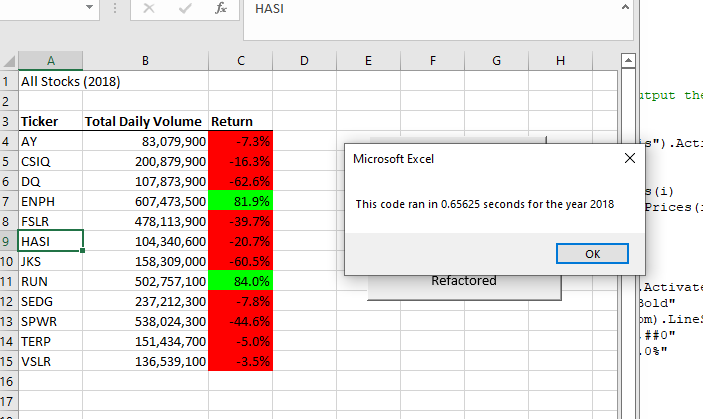 HASI
fx
A B C D E F G H
1 All Stocks (2018)
2
3 Ticker Total Daily Volume Return
4 AY 83,079,900 -7.3%
5 CSIQ 200,879,900 -16.3%
6 DQ 107,873,900 -62.6%
7 ENPH 607,473,500 81.9%
8 FSLR 478,113,900 -39.7%
9 HASI 104,340,600 -20.7%
10 JKS 158,309,000 -60.5%
11 RUN 502,757,100 84.0%
12 SEDG 237,212,300 -7.8%
13 SPWR 538,024,300 -44.6%
14 TERP 151,434,700 -5.0%
15 VSLR 136,539,100 -3.5%
16
17
Microsoft Excel
This code ran in 0.65625 seconds for the year 2018
OK
Refactored
utput the
s").Acti
s(i)
Prices(i
.Activate
Bold"
om).LineS
.##0"
.0%"